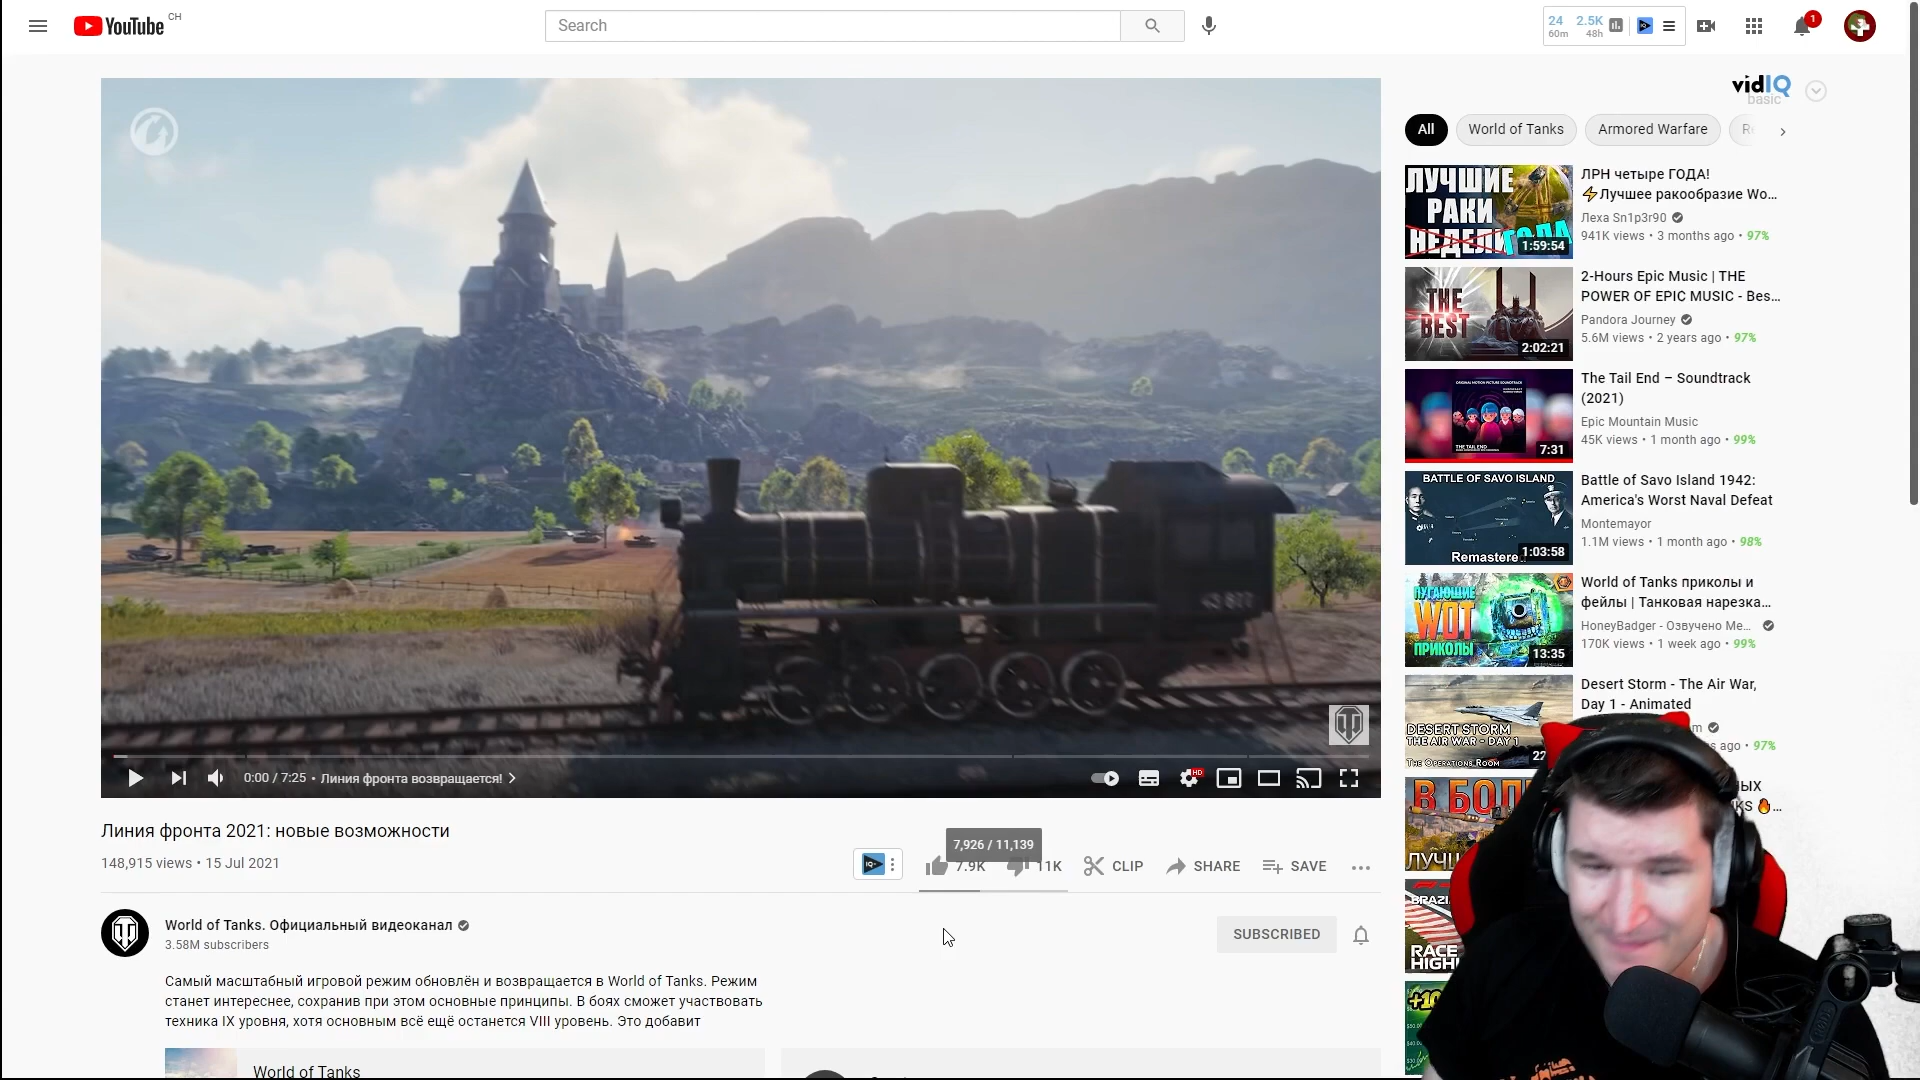 YouTube CH
Search
24 2.5K
60m 48h
1
vidIQ
basic
All
World of Tanks
Armored Warfare
ЛУЧШИЕ
РАКИ
НЕДЕЛИ
ГОДА
1:59:54
ЛРН четыре ГОДА!
⚡Лучшее ракообразие Wo...
Леха Sn1p3r90
941K views • 3 months ago • 97%
THE
BEST
2:02:21
2-Hours Epic Music | THE
POWER OF EPIC MUSIC - Bes...
Pandora Journey
5.6M views • 2 years ago • 97%
THE TAIL END
7:31
The Tail End – Soundtrack
(2021)
Epic Mountain Music
45K views • 1 month ago • 99%
BATTLE OF SAVO ISLAND
Remastere
1:03:58
Battle of Savo Island 1942:
America's Worst Naval Defeat
Montemayor
1.1M views • 1 month ago • 98%
ПУГАЮЩИЕ
WOT
ПРИКОЛЫ
13:35
World of Tanks приколы и
фейлы | Танковая нарезка...
HoneyBadger - Озвучено Ме...
170K views • 1 week ago • 99%
DESERT STORM
THE AIR WAR - DAY 1
The Operations Room
22
Desert Storm - The Air War,
Day 1 - Animated
ago • 97%
0:00 / 7:25 • Линия фронта возвращается!
HD
Линия фронта 2021: новые возможности
148,915 views • 15 Jul 2021
7,926 / 11,139
7.9K
11K
CLIP
SHARE
SAVE
World of Tanks. Официальный видеоканал
3.58M subscribers
SUBSCRIBED
Самый масштабный игровой режим обновлён и возвращается в World of Tanks. Режим
станет интереснее, сохранив при этом основные принципы. В боях сможет участвовать
техника IX уровня, хотя основным всё ещё останется VIII уровень. Это добавит
World of Tanks
RACE